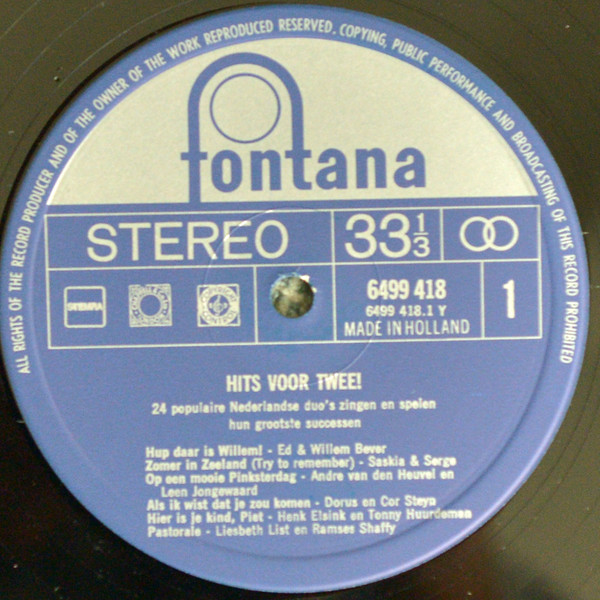 ALL RIGHTS OF THE RECORD PRODUCER AND OF THE OWNER OF THE WORK REPRODUCED RESERVED. COPYING, PUBLIC PERFORMANCE AND BROADCASTING OF THIS RECORD PROHIBITED
fontana
STEREO 33 1/3
STEMRA
6499 418
6499 418.1 Y
MADE IN HOLLAND
1
HITS VOOR TWEE!
24 populaire Nederlandse duo's zingen en spelen
hun grootste successen
Hup daar is Willem! - Ed & Willem Bever
Zomer in Zeeland (Try to remember) - Saskia & Serge
Op een mooie Pinksterdag - Andre van den Heuvel en
Leen Jongewaard
Als ik wist dat je zou komen - Dorus en Cor Steyn
Hier is je kind, Piet - Henk Elsink en Tonny Huurdeman
Pastorale - Liesbeth List en Ramses Shaffy